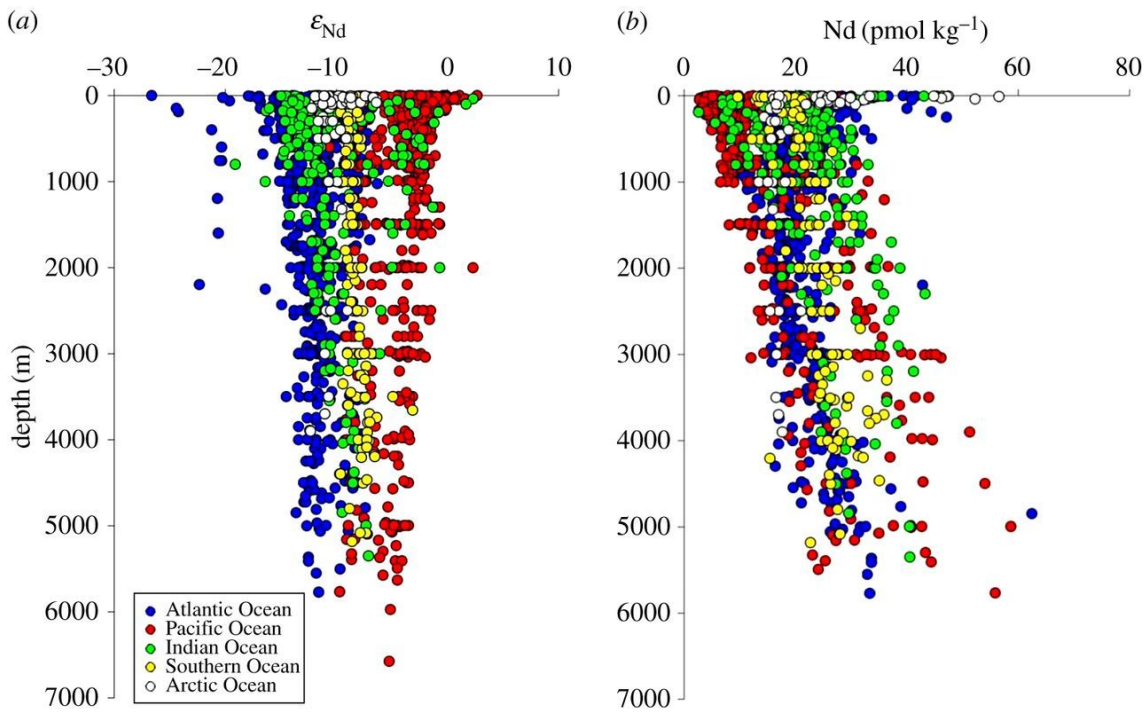 (a) εNd
–30 –20 –10 0 10
0
1000
2000
3000
4000
5000
6000
7000
depth (m)
Atlantic Ocean
Pacific Ocean
Indian Ocean
Southern Ocean
Arctic Ocean
(b) Nd (pmol kg–1)
0 20 40 60 80
0
1000
2000
3000
4000
5000
6000
7000